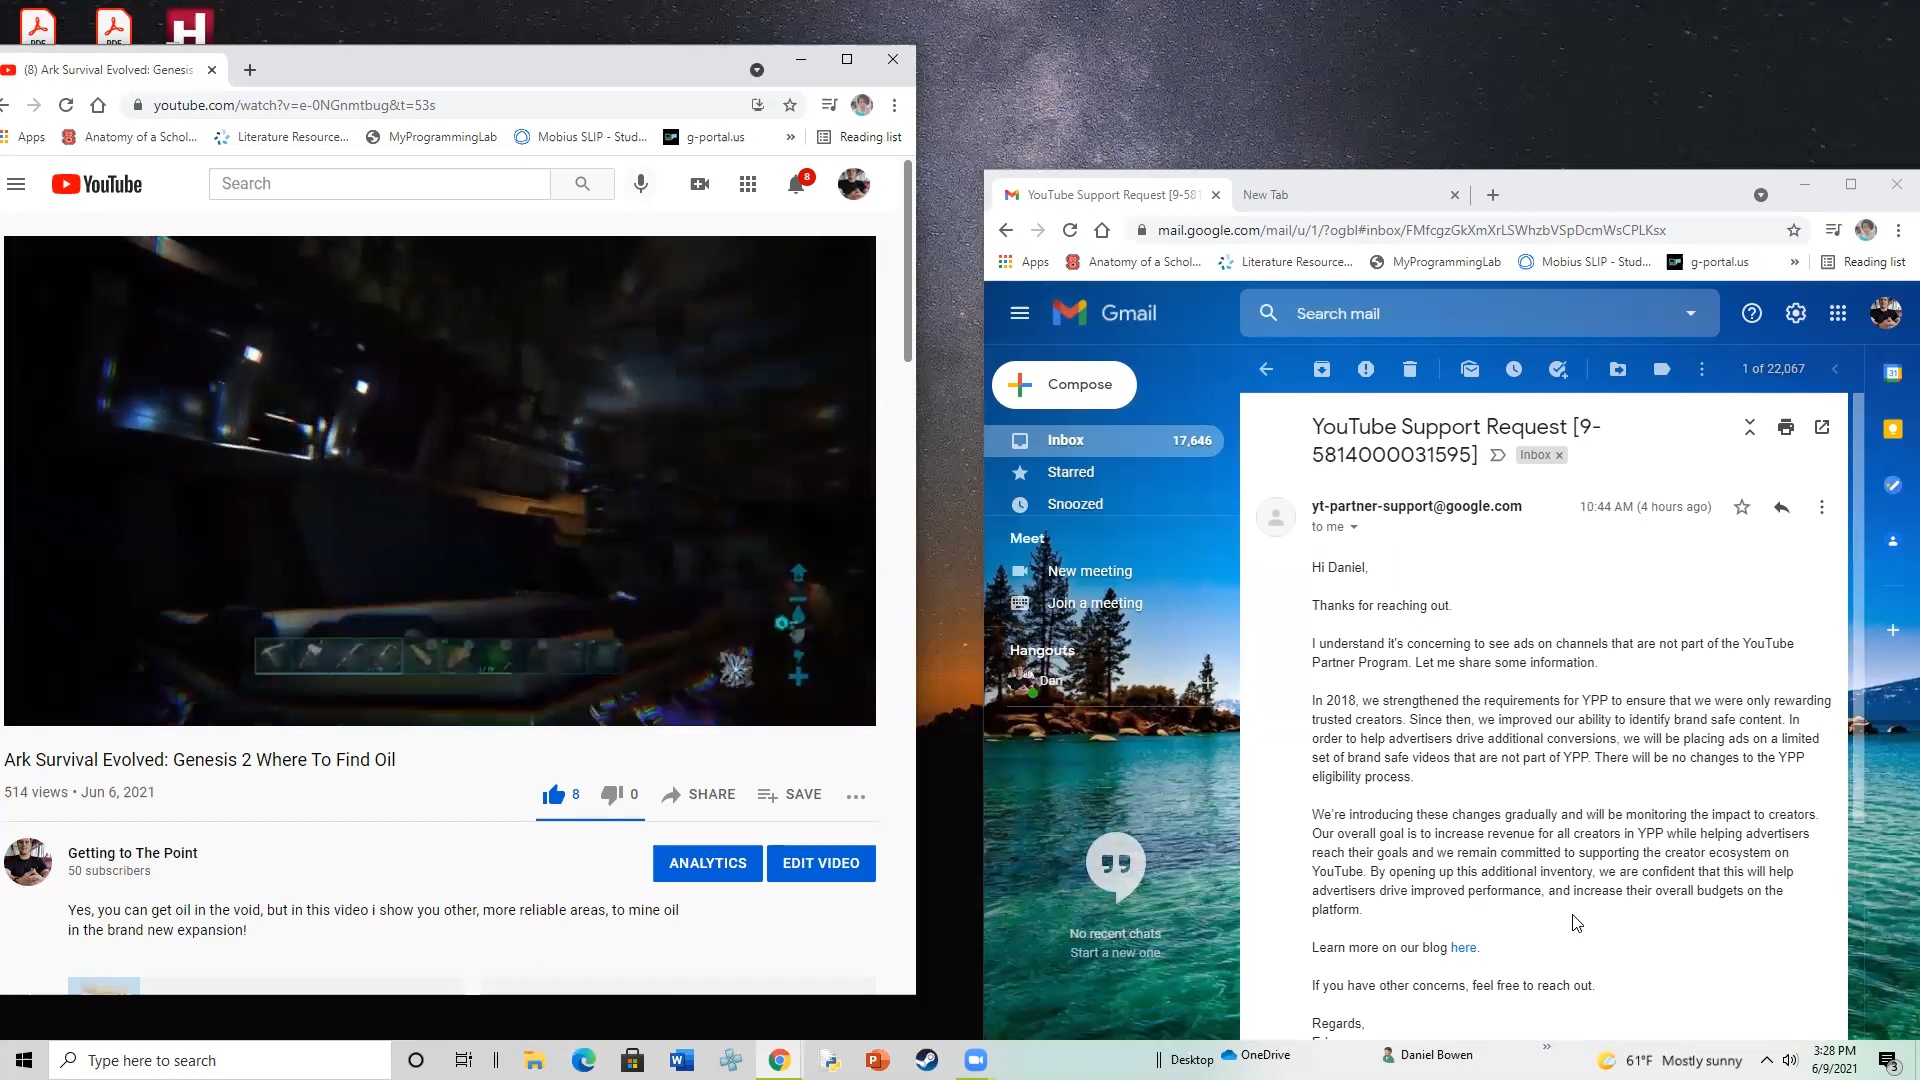 PDF
PDF
H
(8) Ark Survival Evolved: Genesis
youtube.com/watch?v=e-0NGnmtbug&t=53s
Apps
Anatomy of a Schol...
Literature Resource...
MyProgrammingLab
Mobius SLIP - Stud...
g-portal.us
»
Reading list
YouTube
Search
8
Ark Survival Evolved: Genesis 2 Where To Find Oil
514 views • Jun 6, 2021
8
0
SHARE
SAVE
Getting to The Point
50 subscribers
ANALYTICS
EDIT VIDEO
Yes, you can get oil in the void, but in this video i show you other, more reliable areas, to mine oil
in the brand new expansion!
YouTube Support Request [9-58
New Tab
mail.google.com/mail/u/1/?ogbl#inbox/FMfcgzGkXmXrLSWhzbVSpDcmWsCPLKsx
Apps
Anatomy of a Schol...
Literature Resource...
MyProgrammingLab
Mobius SLIP - Stud...
g-portal.us
»
Reading list
Gmail
Search mail
Compose
1 of 22,067
31
Inbox
17,646
Starred
Snoozed
Meet
New meeting
Join a meeting
Hangouts
Dan
No recent chats
Start a new one
YouTube Support Request [9-
5814000031595]
Inbox ×
yt-partner-support@google.com
10:44 AM (4 hours ago)
to me
Hi Daniel,
Thanks for reaching out.
I understand it's concerning to see ads on channels that are not part of the YouTube
Partner Program. Let me share some information.
In 2018, we strengthened the requirements for YPP to ensure that we were only rewarding
trusted creators. Since then, we improved our ability to identify brand safe content. In
order to help advertisers drive additional conversions, we will be placing ads on a limited
set of brand safe videos that are not part of YPP. There will be no changes to the YPP
eligibility process.
We're introducing these changes gradually and will be monitoring the impact to creators.
Our overall goal is to increase revenue for all creators in YPP while helping advertisers
reach their goals and we remain committed to supporting the creator ecosystem on
YouTube. By opening up this additional inventory, we are confident that this will help
advertisers drive improved performance, and increase their overall budgets on the
platform.
Learn more on our blog here.
If you have other concerns, feel free to reach out.
Regards,
Type here to search
Desktop
OneDrive
Daniel Bowen
»
61°F Mostly sunny
3:28 PM
6/9/2021
3